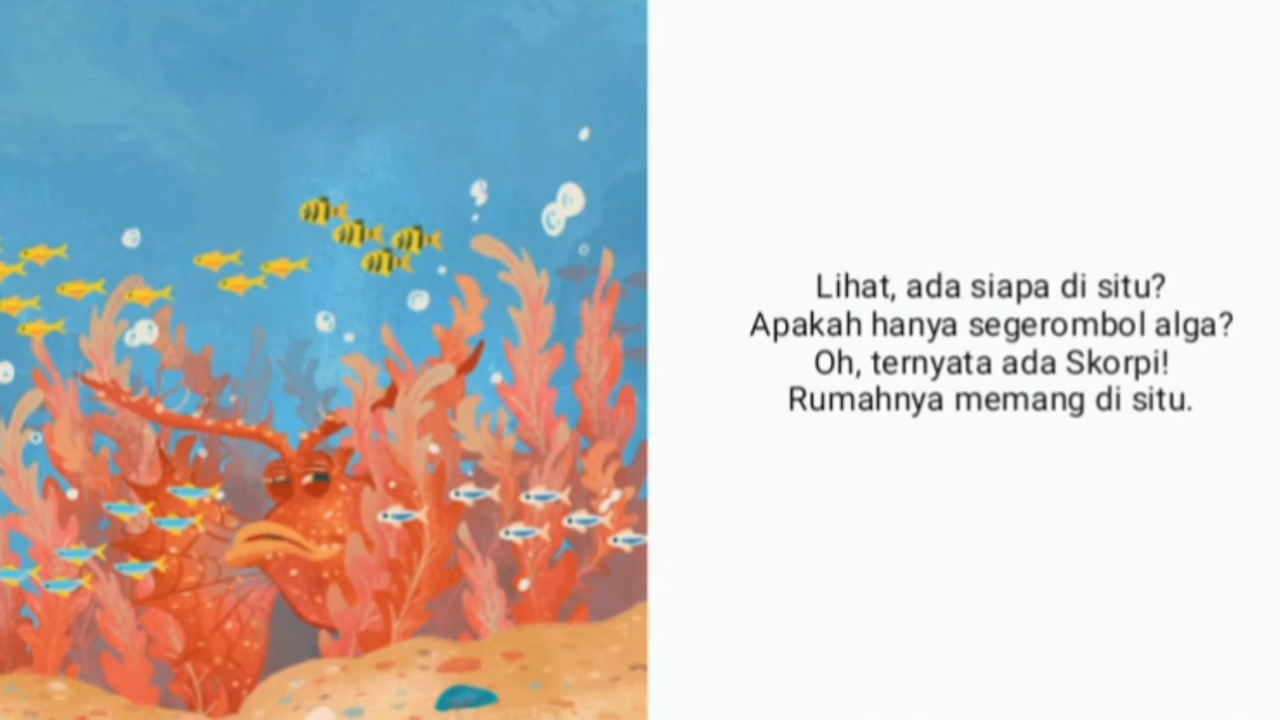 Lihat, ada siapa di situ?
Apakah hanya segerombol alga?
Oh, ternyata ada Skorpi!
Rumahnya memang di situ.